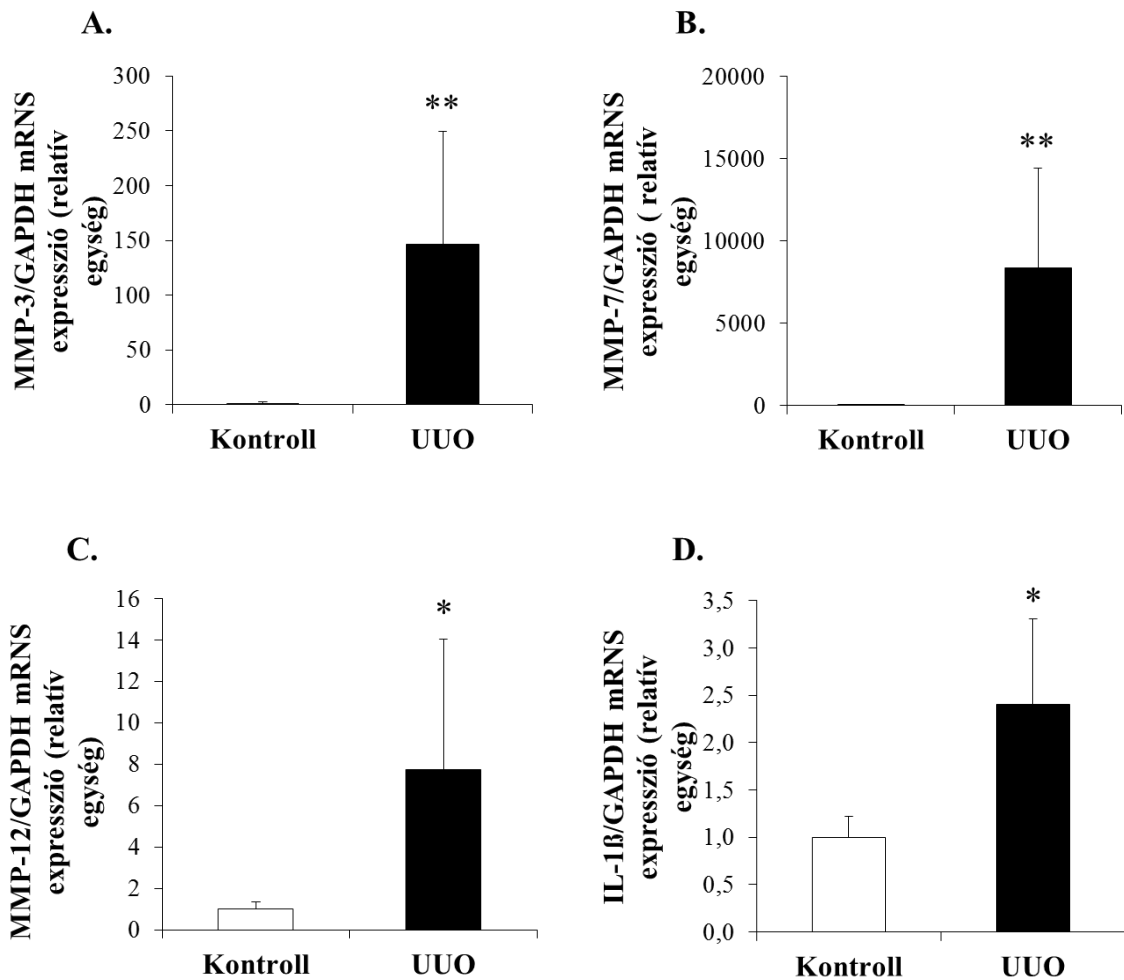 A.
MMP-3/GAPDH mRNS
expresszió (relatív
egység)
300
250
200
150
100
50
0
**
Kontroll UUO
B.
MMP-7/GAPDH mRNS
expresszió ( relatív
egység)
20000
15000
10000
5000
0
**
Kontroll UUO
C.
MMP-12/GAPDH mRNS
expresszió (relatív
egység)
16
14
12
10
8
6
4
2
0
*
Kontroll UUO
D.
IL-1ß/GAPDH mRNS
expresszió (relatív
egység)
3,5
3,0
2,5
2,0
1,5
1,0
0,5
0,0
*
Kontroll UUO